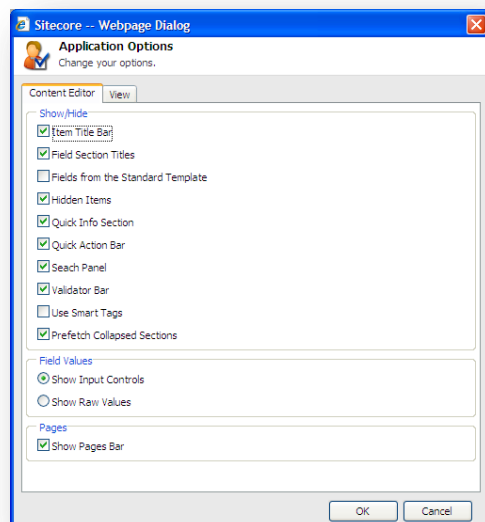 Sitecore -- Webpage Dialog
Application Options
Change your options.
Content Editor View
Show/Hide
Item Title Bar
Field Section Titles
Fields from the Standard Template
Hidden Items
Quick Info Section
Quick Action Bar
Seach Panel
Validator Bar
Use Smart Tags
Prefetch Collapsed Sections
Field Values
Show Input Controls
Show Raw Values
Pages
Show Pages Bar
OK Cancel